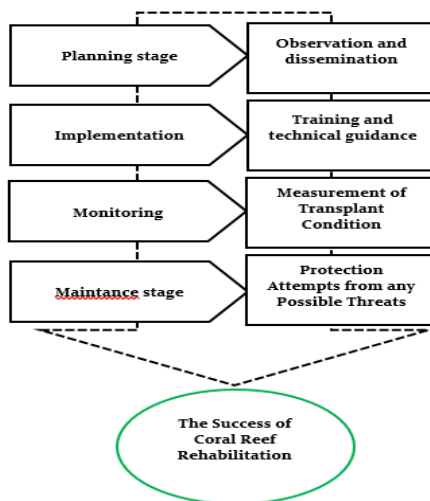 Planning stage
Observation and
dissemination
Implementation
Training and
technical guidance
Monitoring
Measurement of
Transplant
Condition
Maintance stage
Protection
Attempts from any
Possible Threats
The Success of
Coral Reef
Rehabilitation